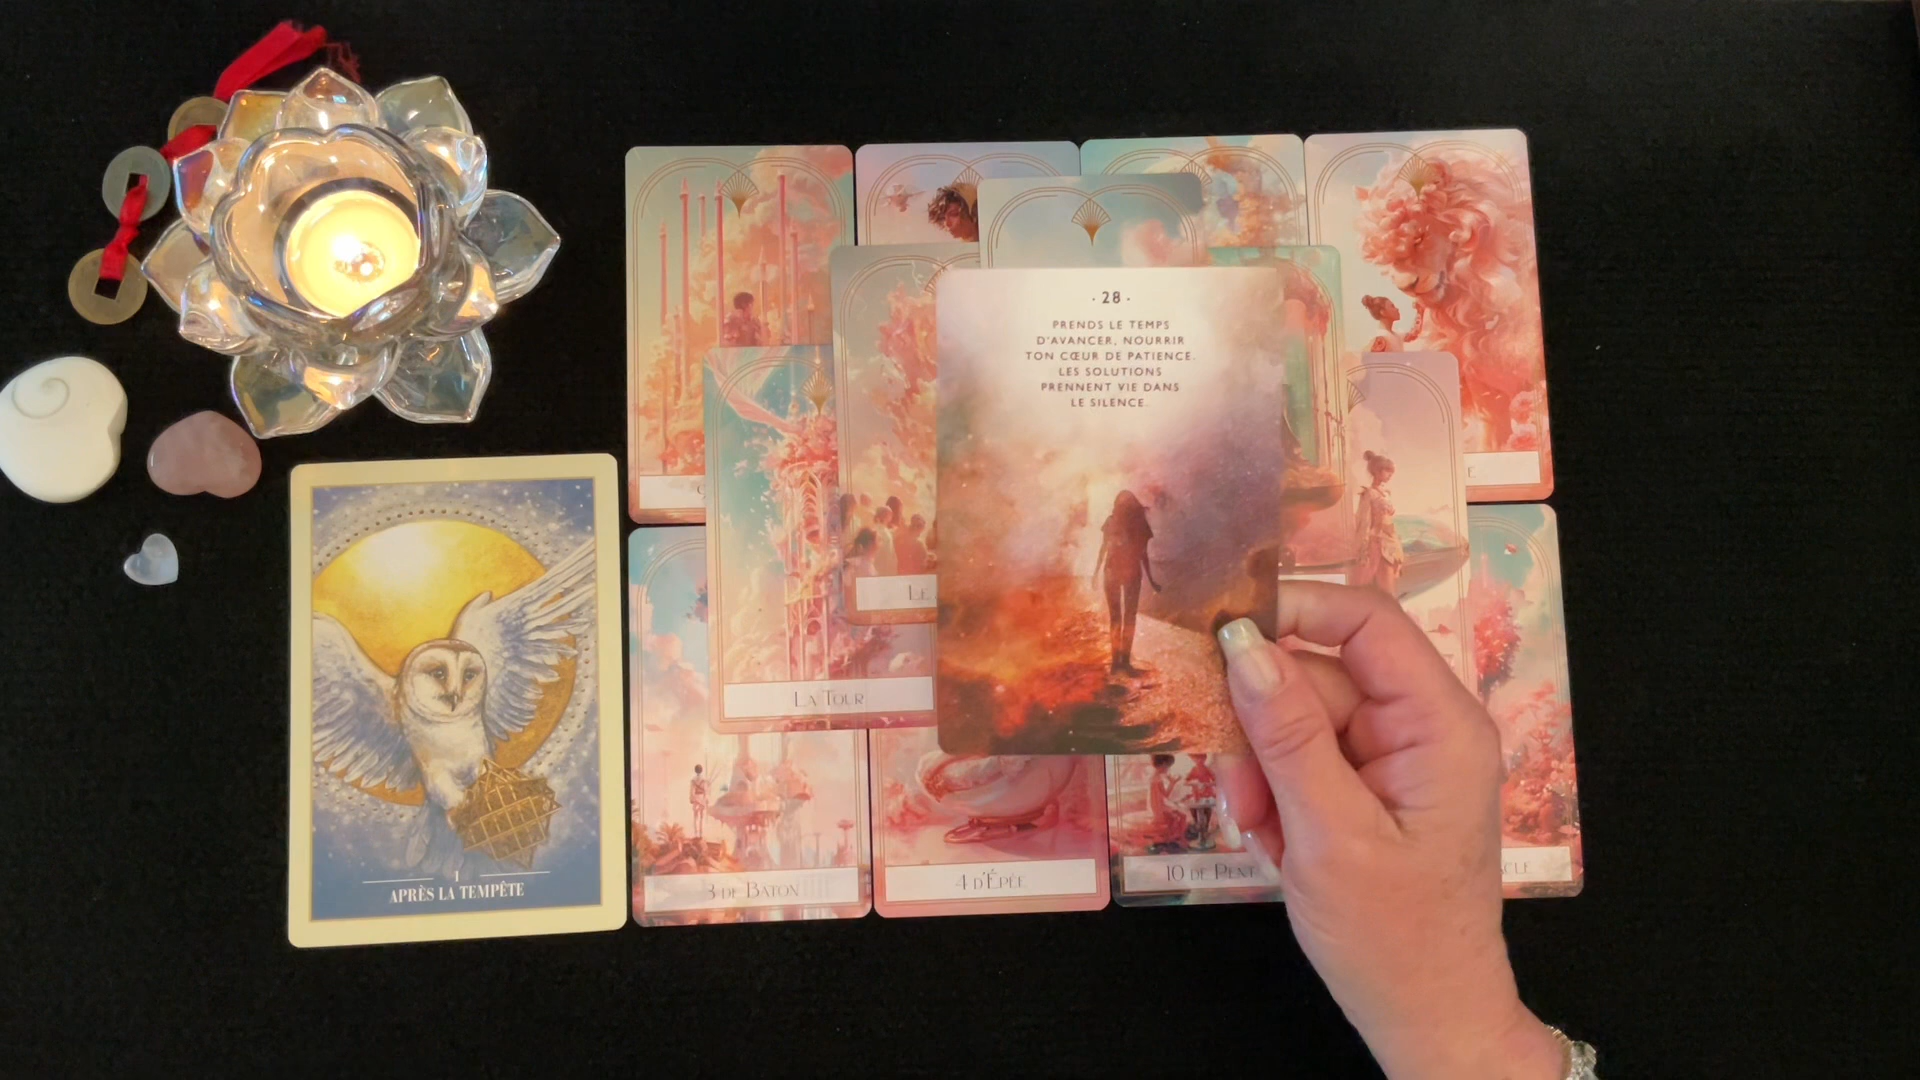 · 28 ·
PRENDS LE TEMPS
D'AVANCER, NOURRIR
TON CŒUR DE PATIENCE.
LES SOLUTIONS
PRENNENT VIE DANS
LE SILENCE.
LA TOUR
I
APRÈS LA TEMPÊTE
3 DE BATON
4 D'ÉPÉE
10 DE PENT